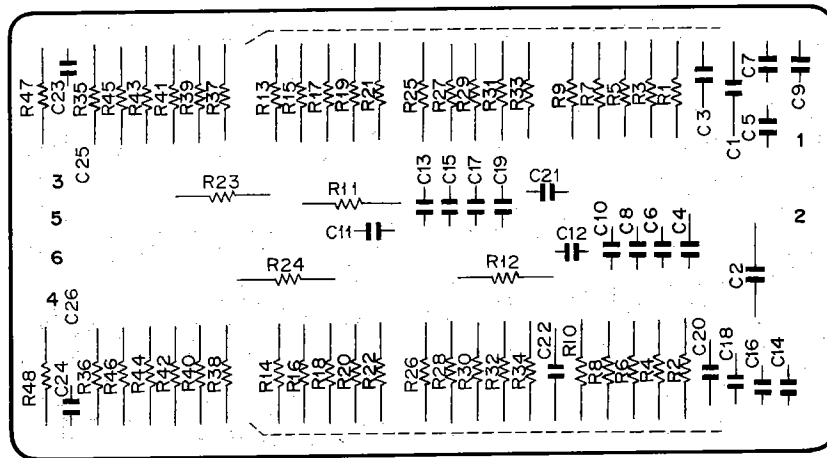 R47 C23 R35 R45 R43 R41 R39 R37 R13 R15 R17 R19 R21 R25 R27 R29 R31 R33 R9 R7 R5 R3 R1 C3 C1 C7 C5 C9
C25 1
3 R23 R11 C13 C15 C17 C19 C21
5 C11 C12 C10 C8 C6 C4 2
6 R24 R12 C2
4 C26
R48 C24 R36 R46 R44 R42 R40 R38 R14 R16 R18 R20 R22 R26 R28 R30 R32 R34 C22 R10 R8 R6 R4 R2 C20 C18 C16 C14